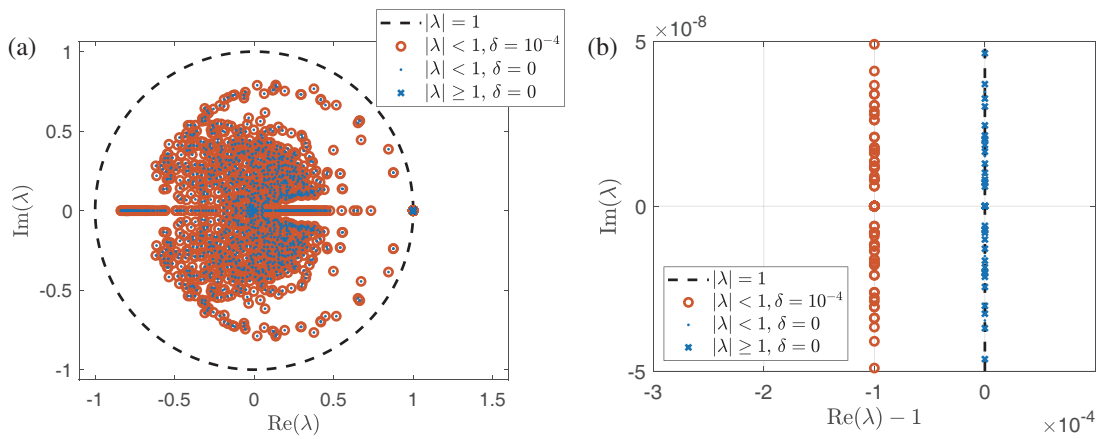 (a)
|λ| = 1
|λ| < 1, δ = 10⁻⁴
|λ| < 1, δ = 0
|λ| ≥ 1, δ = 0
1
0.5
0
-0.5
-1
Im(λ)
-1
-0.5
0
0.5
1
1.5
Re(λ)
(b)
×10⁻⁸
5
0
-5
Im(λ)
|λ| = 1
|λ| < 1, δ = 10⁻⁴
|λ| < 1, δ = 0
|λ| ≥ 1, δ = 0
-3
-2
-1
0
Re(λ) − 1
×10⁻⁴